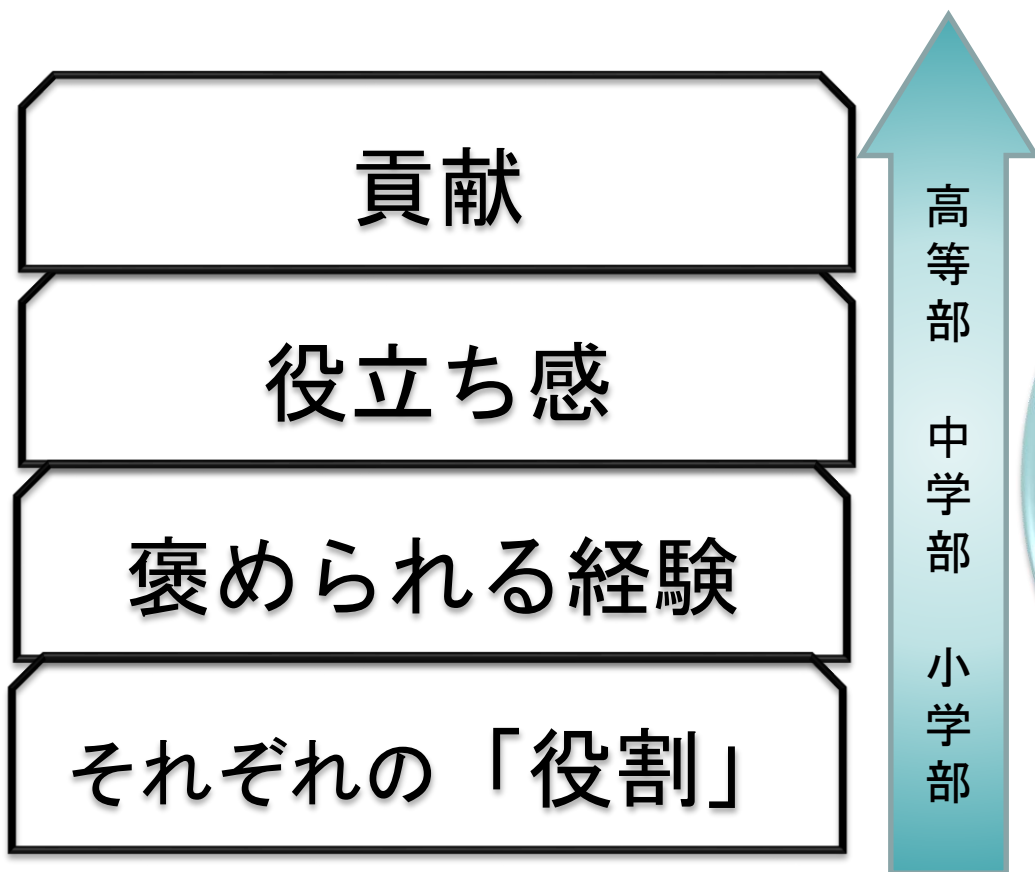 貢献
役立ち感
褒められる経験
それぞれの「役割」
高等部　中学部　小学部